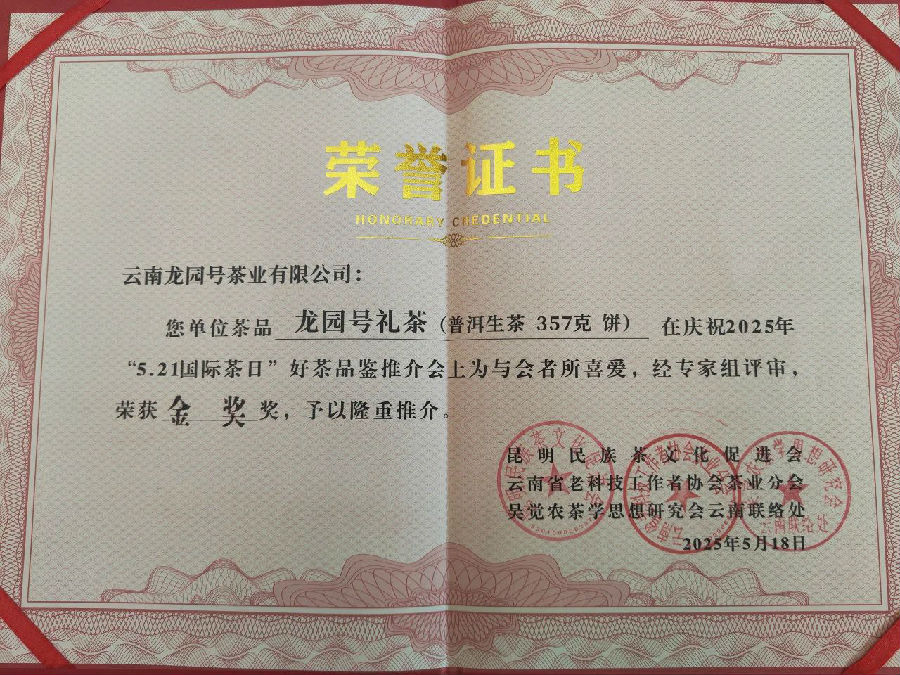 荣誉证书
HONORARY CREDENTIAL
云南龙园号茶业有限公司：
您单位茶品 龙园号礼茶（普洱生茶 357克 饼） 在庆祝2025年
“5.21国际茶日”好茶品鉴推介会上为与会者所喜爱，经专家组评审，
荣获 金 奖 奖，予以隆重推介。
昆明民族茶文化促进会
云南省老科技工作者协会茶业分会
吴觉农茶学思想研究会云南联络处
2025年5月18日